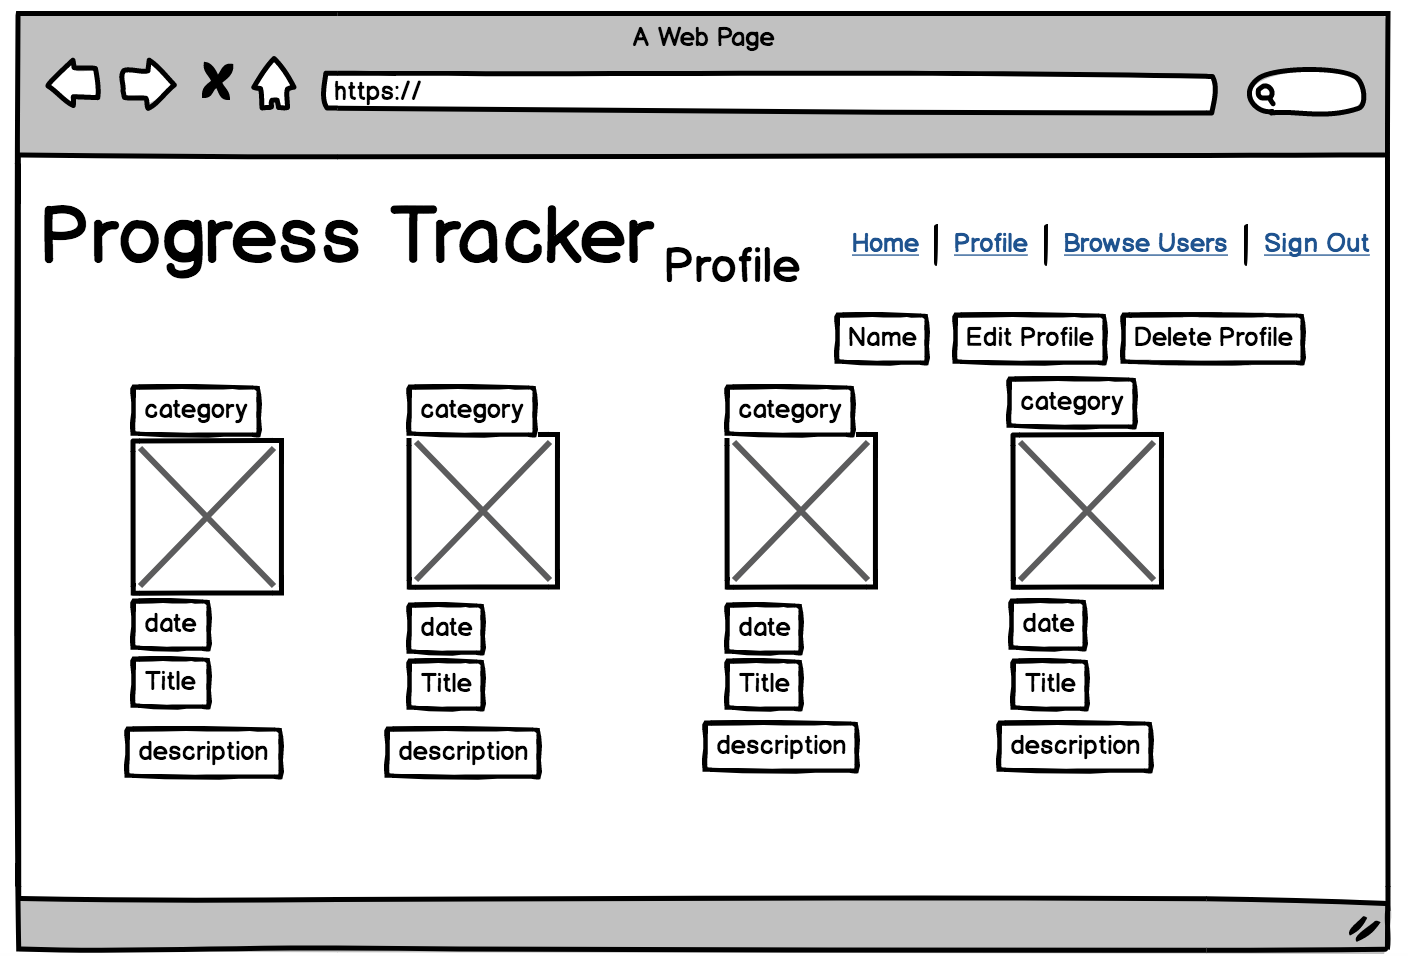 A Web Page
https://
Progress Tracker
Profile
Home
Profile
Browse Users
Sign Out
Name
Edit Profile
Delete Profile
category
category
category
category
date
date
date
date
Title
Title
Title
Title
description
description
description
description